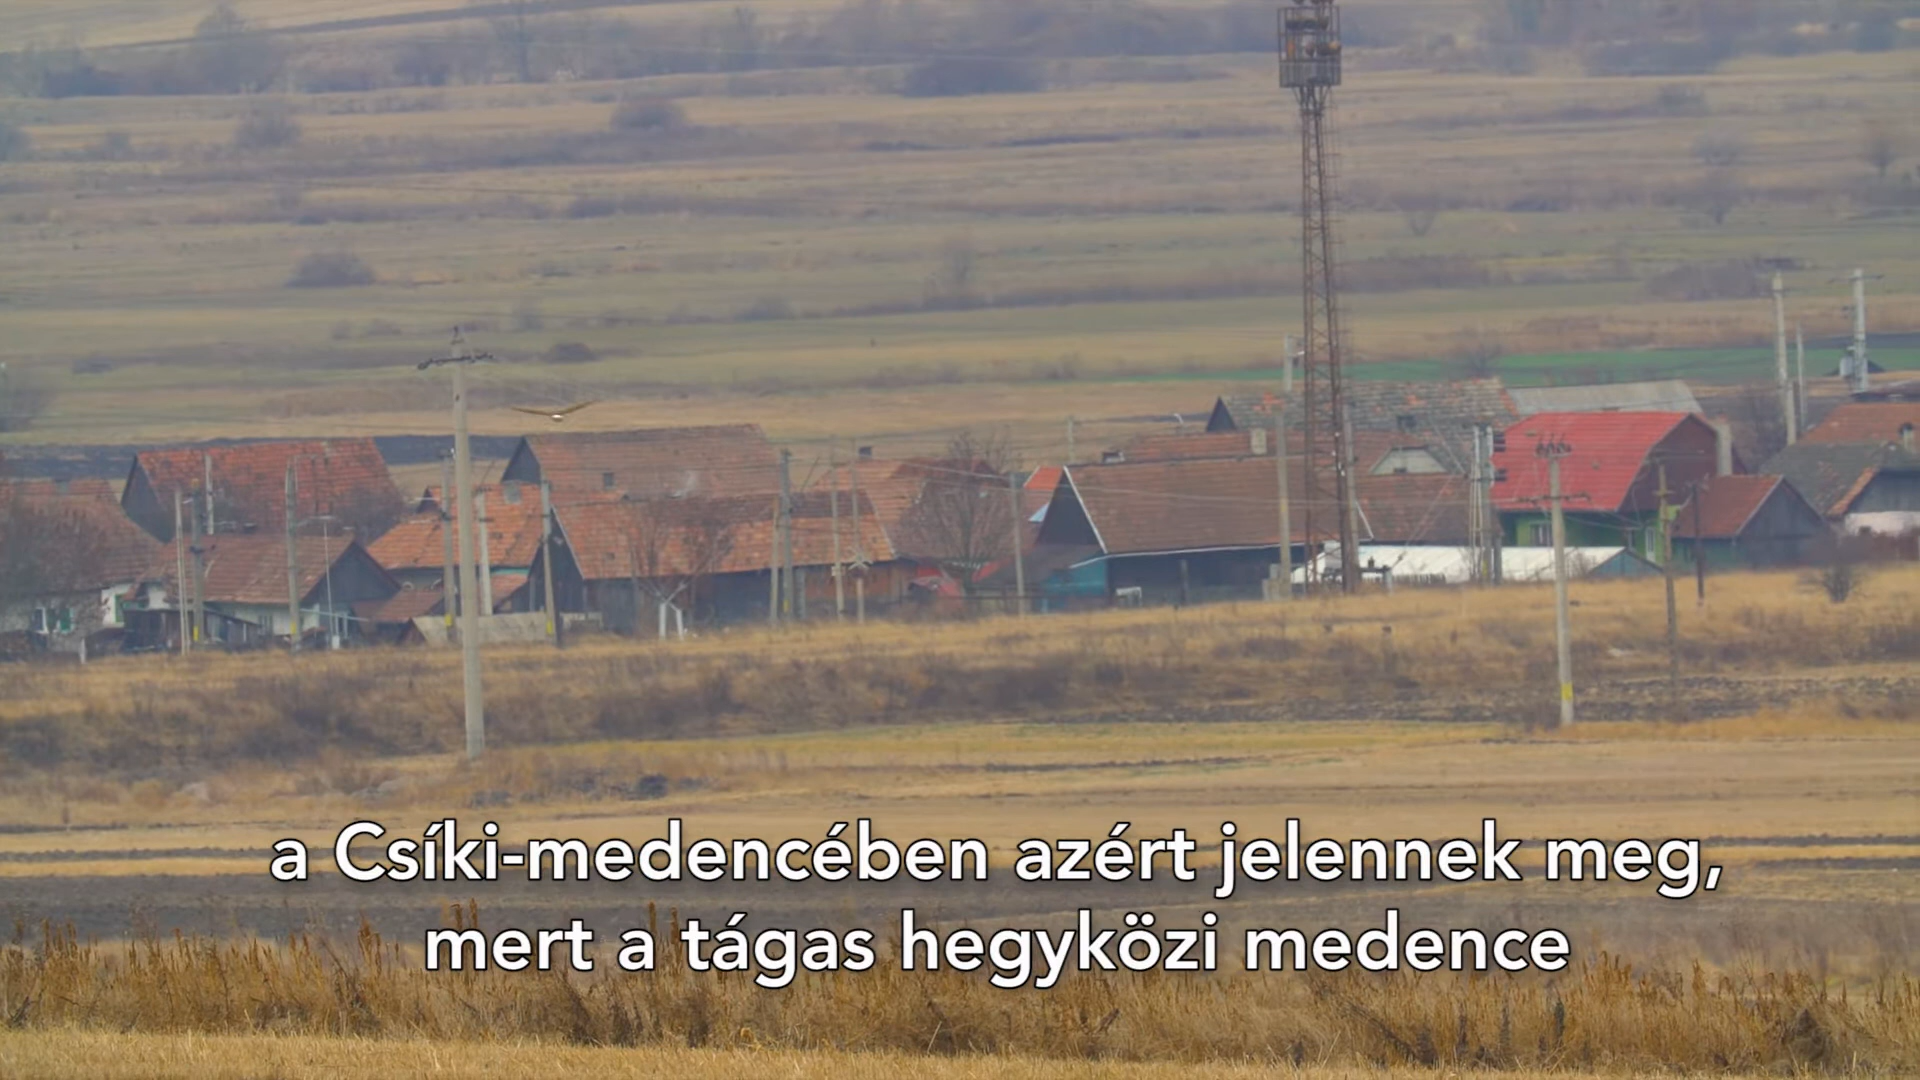 a Csíki-medencében azért jelennek meg,
mert a tágas hegyközi medence